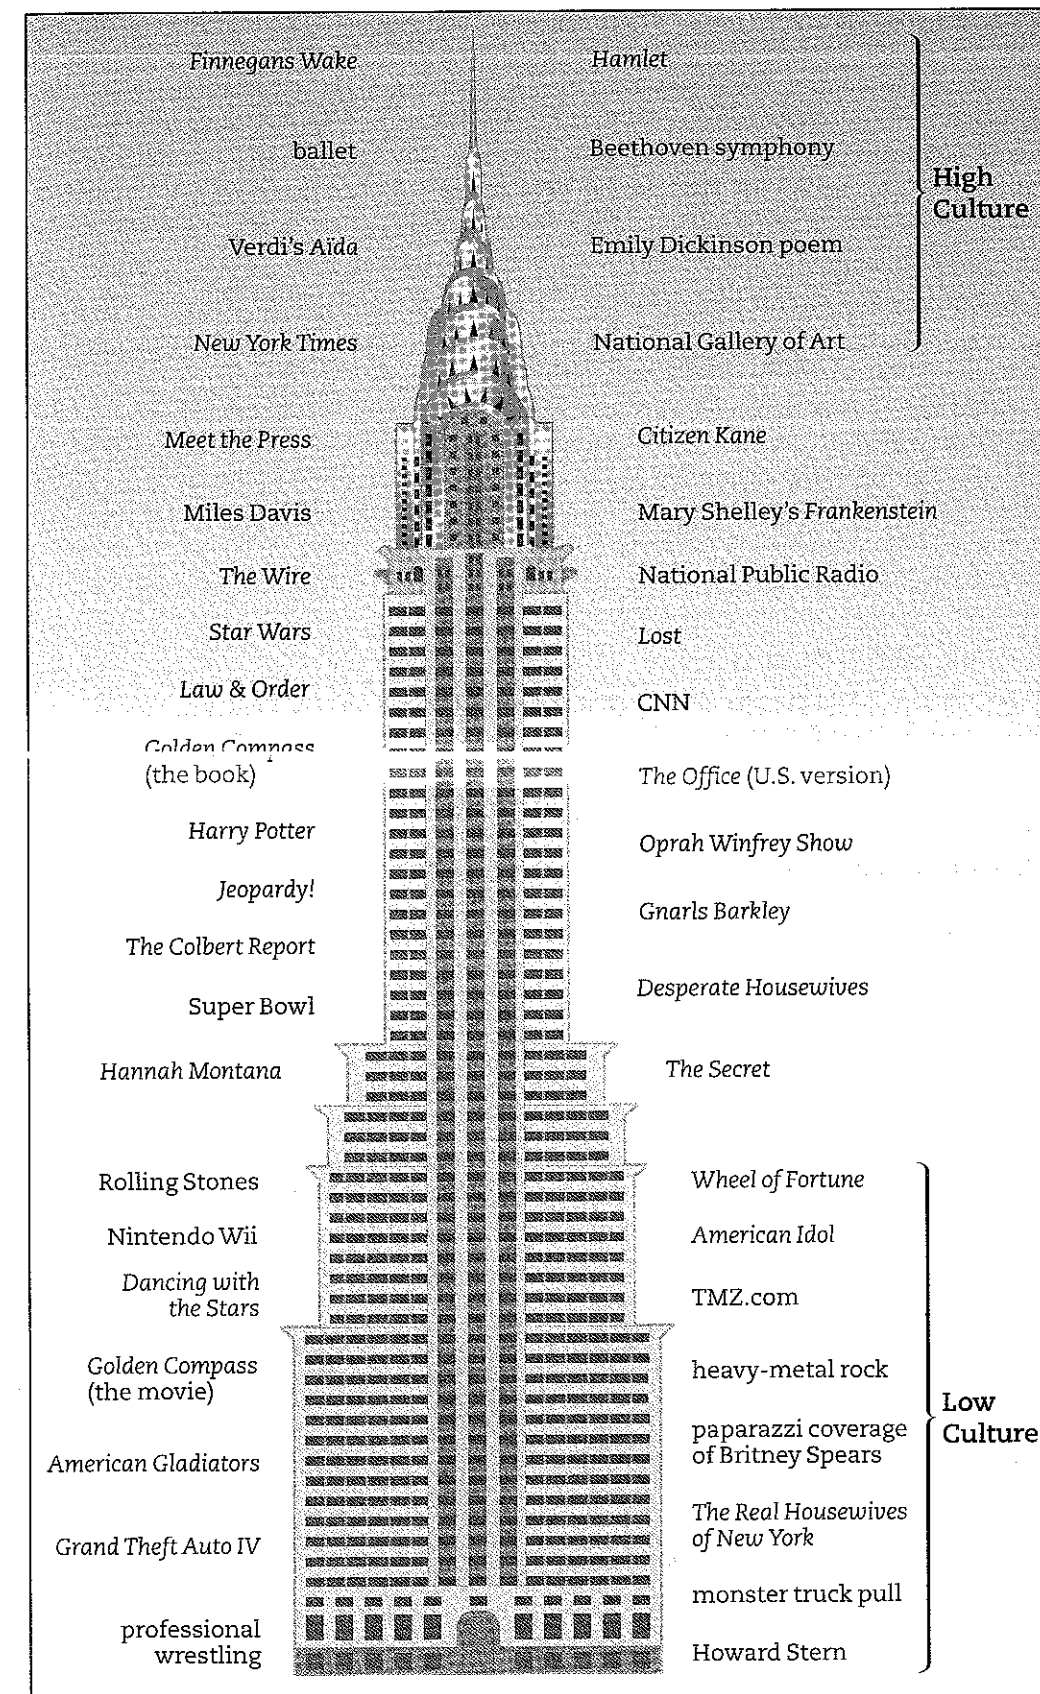 Finnegans Wake
Hamlet
ballet
Beethoven symphony
High
Culture
Verdi's Aïda
Emily Dickinson poem
New York Times
National Gallery of Art
Meet the Press
Citizen Kane
Miles Davis
Mary Shelley's Frankenstein
The Wire
National Public Radio
Star Wars
Lost
Law & Order
CNN
Golden Compass
(the book)
The Office (U.S. version)
Harry Potter
Oprah Winfrey Show
Jeopardy!
Gnarls Barkley
The Colbert Report
Desperate Housewives
Super Bowl
Hannah Montana
The Secret
Rolling Stones
Wheel of Fortune
Nintendo Wii
American Idol
Dancing with
the Stars
TMZ.com
Golden Compass
(the movie)
heavy-metal rock
Low
Culture
paparazzi coverage
of Britney Spears
American Gladiators
The Real Housewives
of New York
Grand Theft Auto IV
monster truck pull
professional
wrestling
Howard Stern